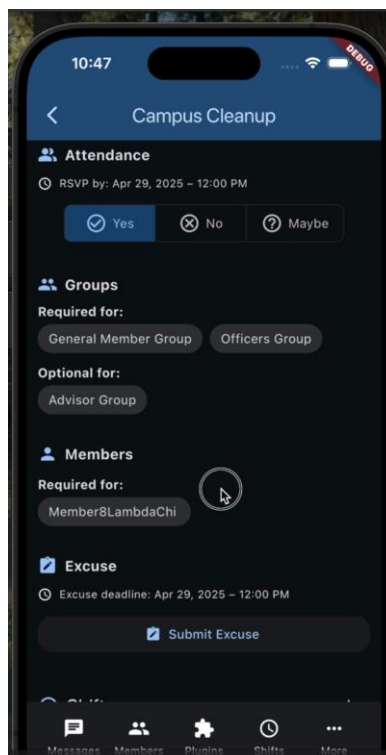 10:47
DEBUG
Campus Cleanup
Attendance
RSVP by: Apr 29, 2025 – 12:00 PM
Yes No Maybe
Groups
Required for:
General Member Group Officers Group
Optional for:
Advisor Group
Members
Required for:
Member8LambdaChi
Excuse
Excuse deadline: Apr 29, 2025 – 12:00 PM
Submit Excuse
Messages Members Plugins Shifts More